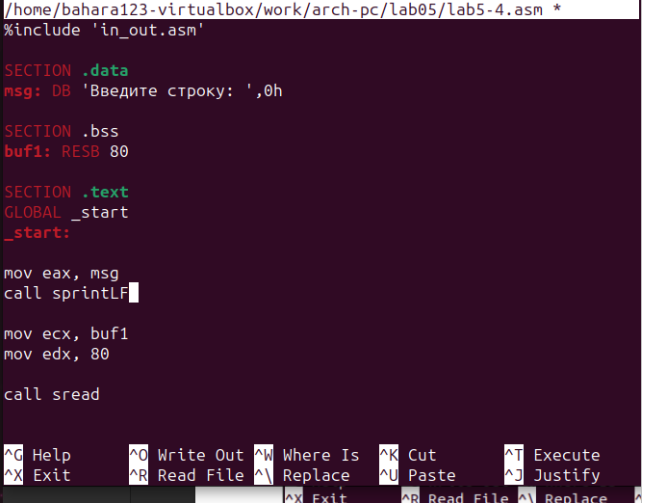 /home/bahara123-virtualbox/work/arch-pc/lab05/lab5-4.asm *
%include 'in_out.asm'
SECTION .data
msg: DB 'Введите строку: ',0h
SECTION .bss
buf1: RESB 80
SECTION .text
GLOBAL _start
_start:
mov eax, msg
call sprintLF
mov ecx, buf1
mov edx, 80
call sread
^G Help ^O Write Out ^W Where Is ^K Cut ^T Execute
^X Exit ^R Read File ^\ Replace ^U Paste ^J Justify
^X Exit ^R Read File ^\ Replace